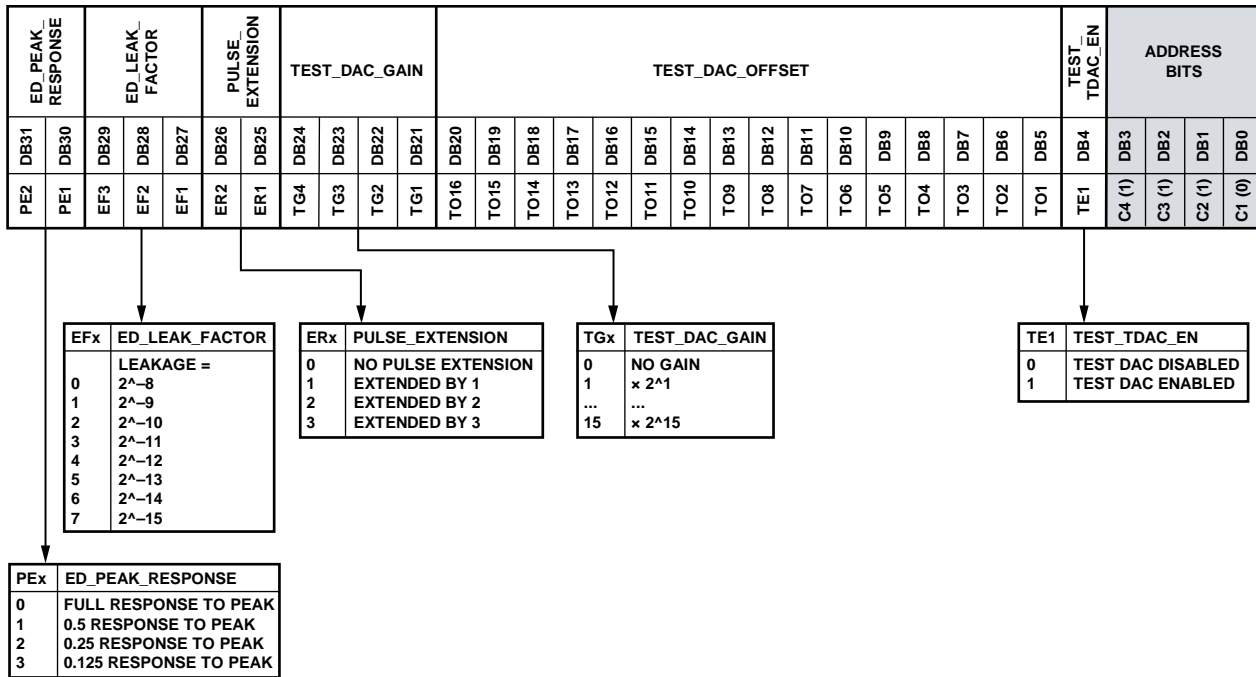 ED_PEAK_
RESPONSE
ED_LEAK_
FACTOR
PULSE_
EXTENSION
TEST_DAC_GAIN
TEST_DAC_OFFSET
TEST_
TDAC_EN
ADDRESS
BITS
DB31 DB30 DB29 DB28 DB27 DB26 DB25 DB24 DB23 DB22 DB21 DB20 DB19 DB18 DB17 DB16 DB15 DB14 DB13 DB12 DB11 DB10 DB9 DB8 DB7 DB6 DB5 DB4 DB3 DB2 DB1 DB0
PE2 PE1 EF3 EF2 EF1 ER2 ER1 TG4 TG3 TG2 TG1 TO16 TO15 TO14 TO13 TO12 TO11 TO10 TO9 TO8 TO7 TO6 TO5 TO4 TO3 TO2 TO1 TE1 C4 (1) C3 (1) C2 (1) C1 (0)
EFx ED_LEAK_FACTOR
LEAKAGE =
0 2^–8
1 2^–9
2 2^–10
3 2^–11
4 2^–12
5 2^–13
6 2^–14
7 2^–15
ERx PULSE_EXTENSION
0 NO PULSE EXTENSION
1 EXTENDED BY 1
2 EXTENDED BY 2
3 EXTENDED BY 3
TGx TEST_DAC_GAIN
0 NO GAIN
1 × 2^1
... ...
15 × 2^15
TE1 TEST_TDAC_EN
0 TEST DAC DISABLED
1 TEST DAC ENABLED
PEx ED_PEAK_RESPONSE
0 FULL RESPONSE TO PEAK
1 0.5 RESPONSE TO PEAK
2 0.25 RESPONSE TO PEAK
3 0.125 RESPONSE TO PEAK